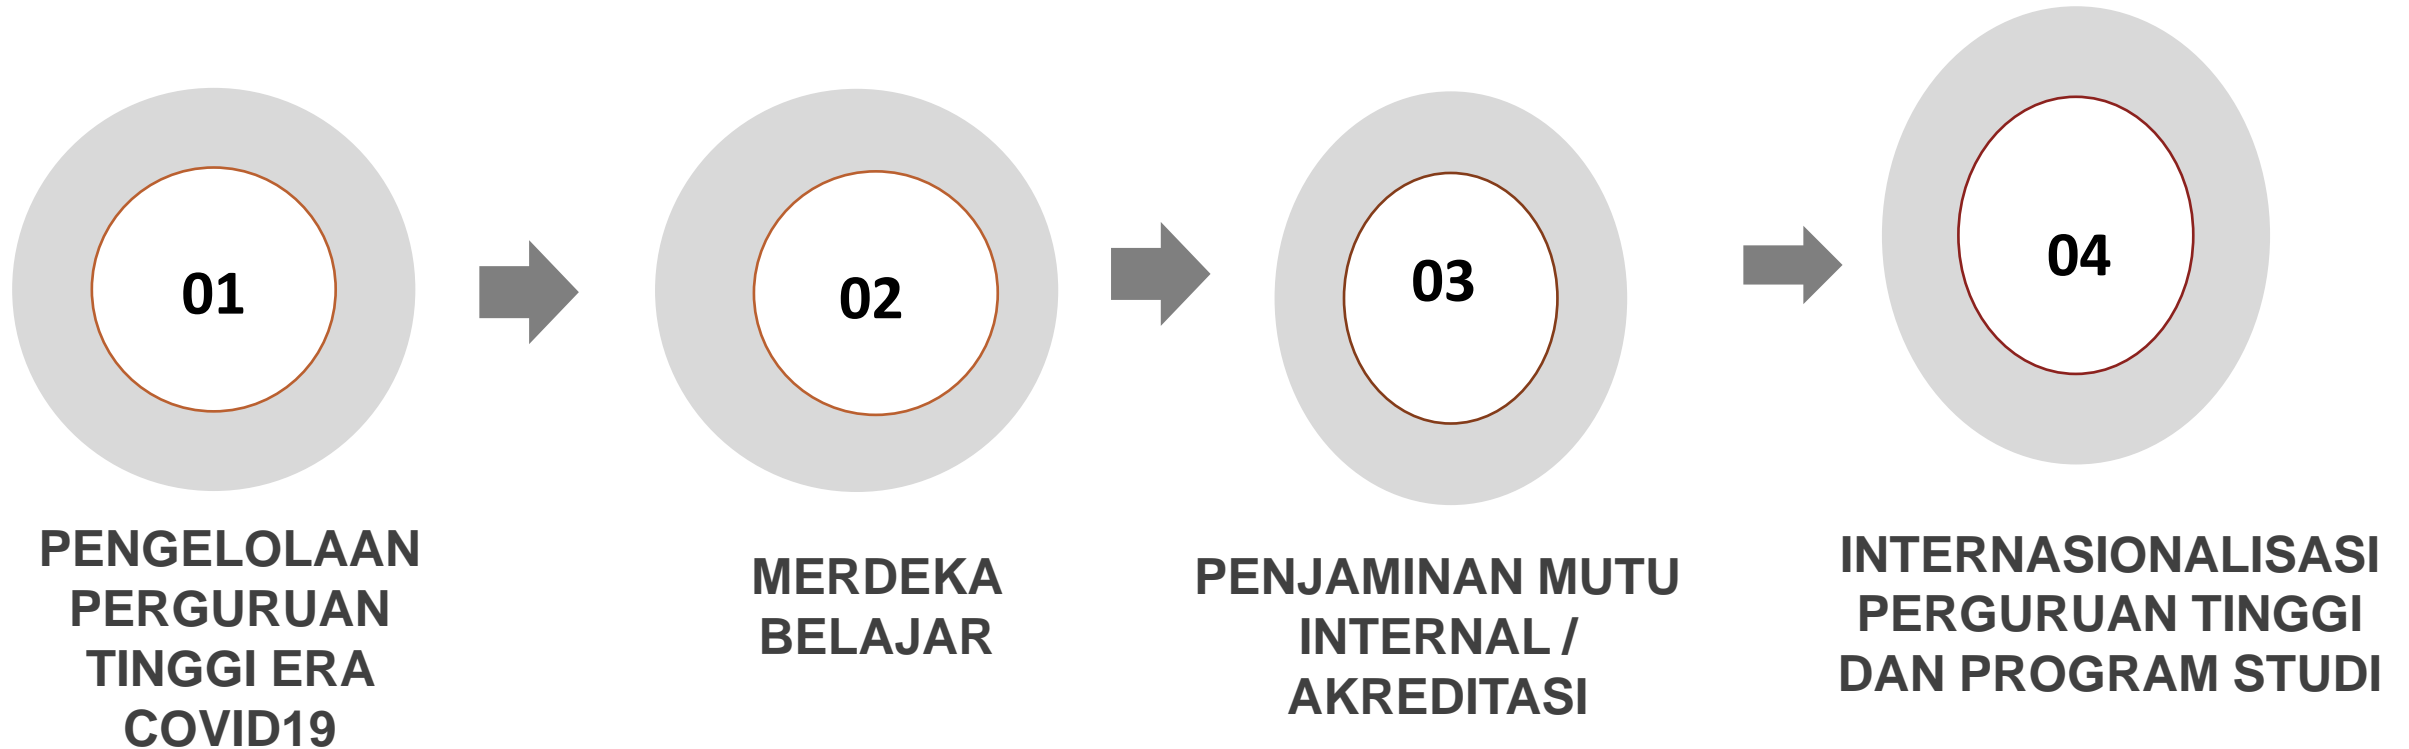 01
PENGELOLAAN
PERGURUAN
TINGGI ERA
COVID19
02
MERDEKA
BELAJAR
03
PENJAMINAN MUTU
INTERNAL /
AKREDITASI
04
INTERNASIONALISASI
PERGURUAN TINGGI
DAN PROGRAM STUDI